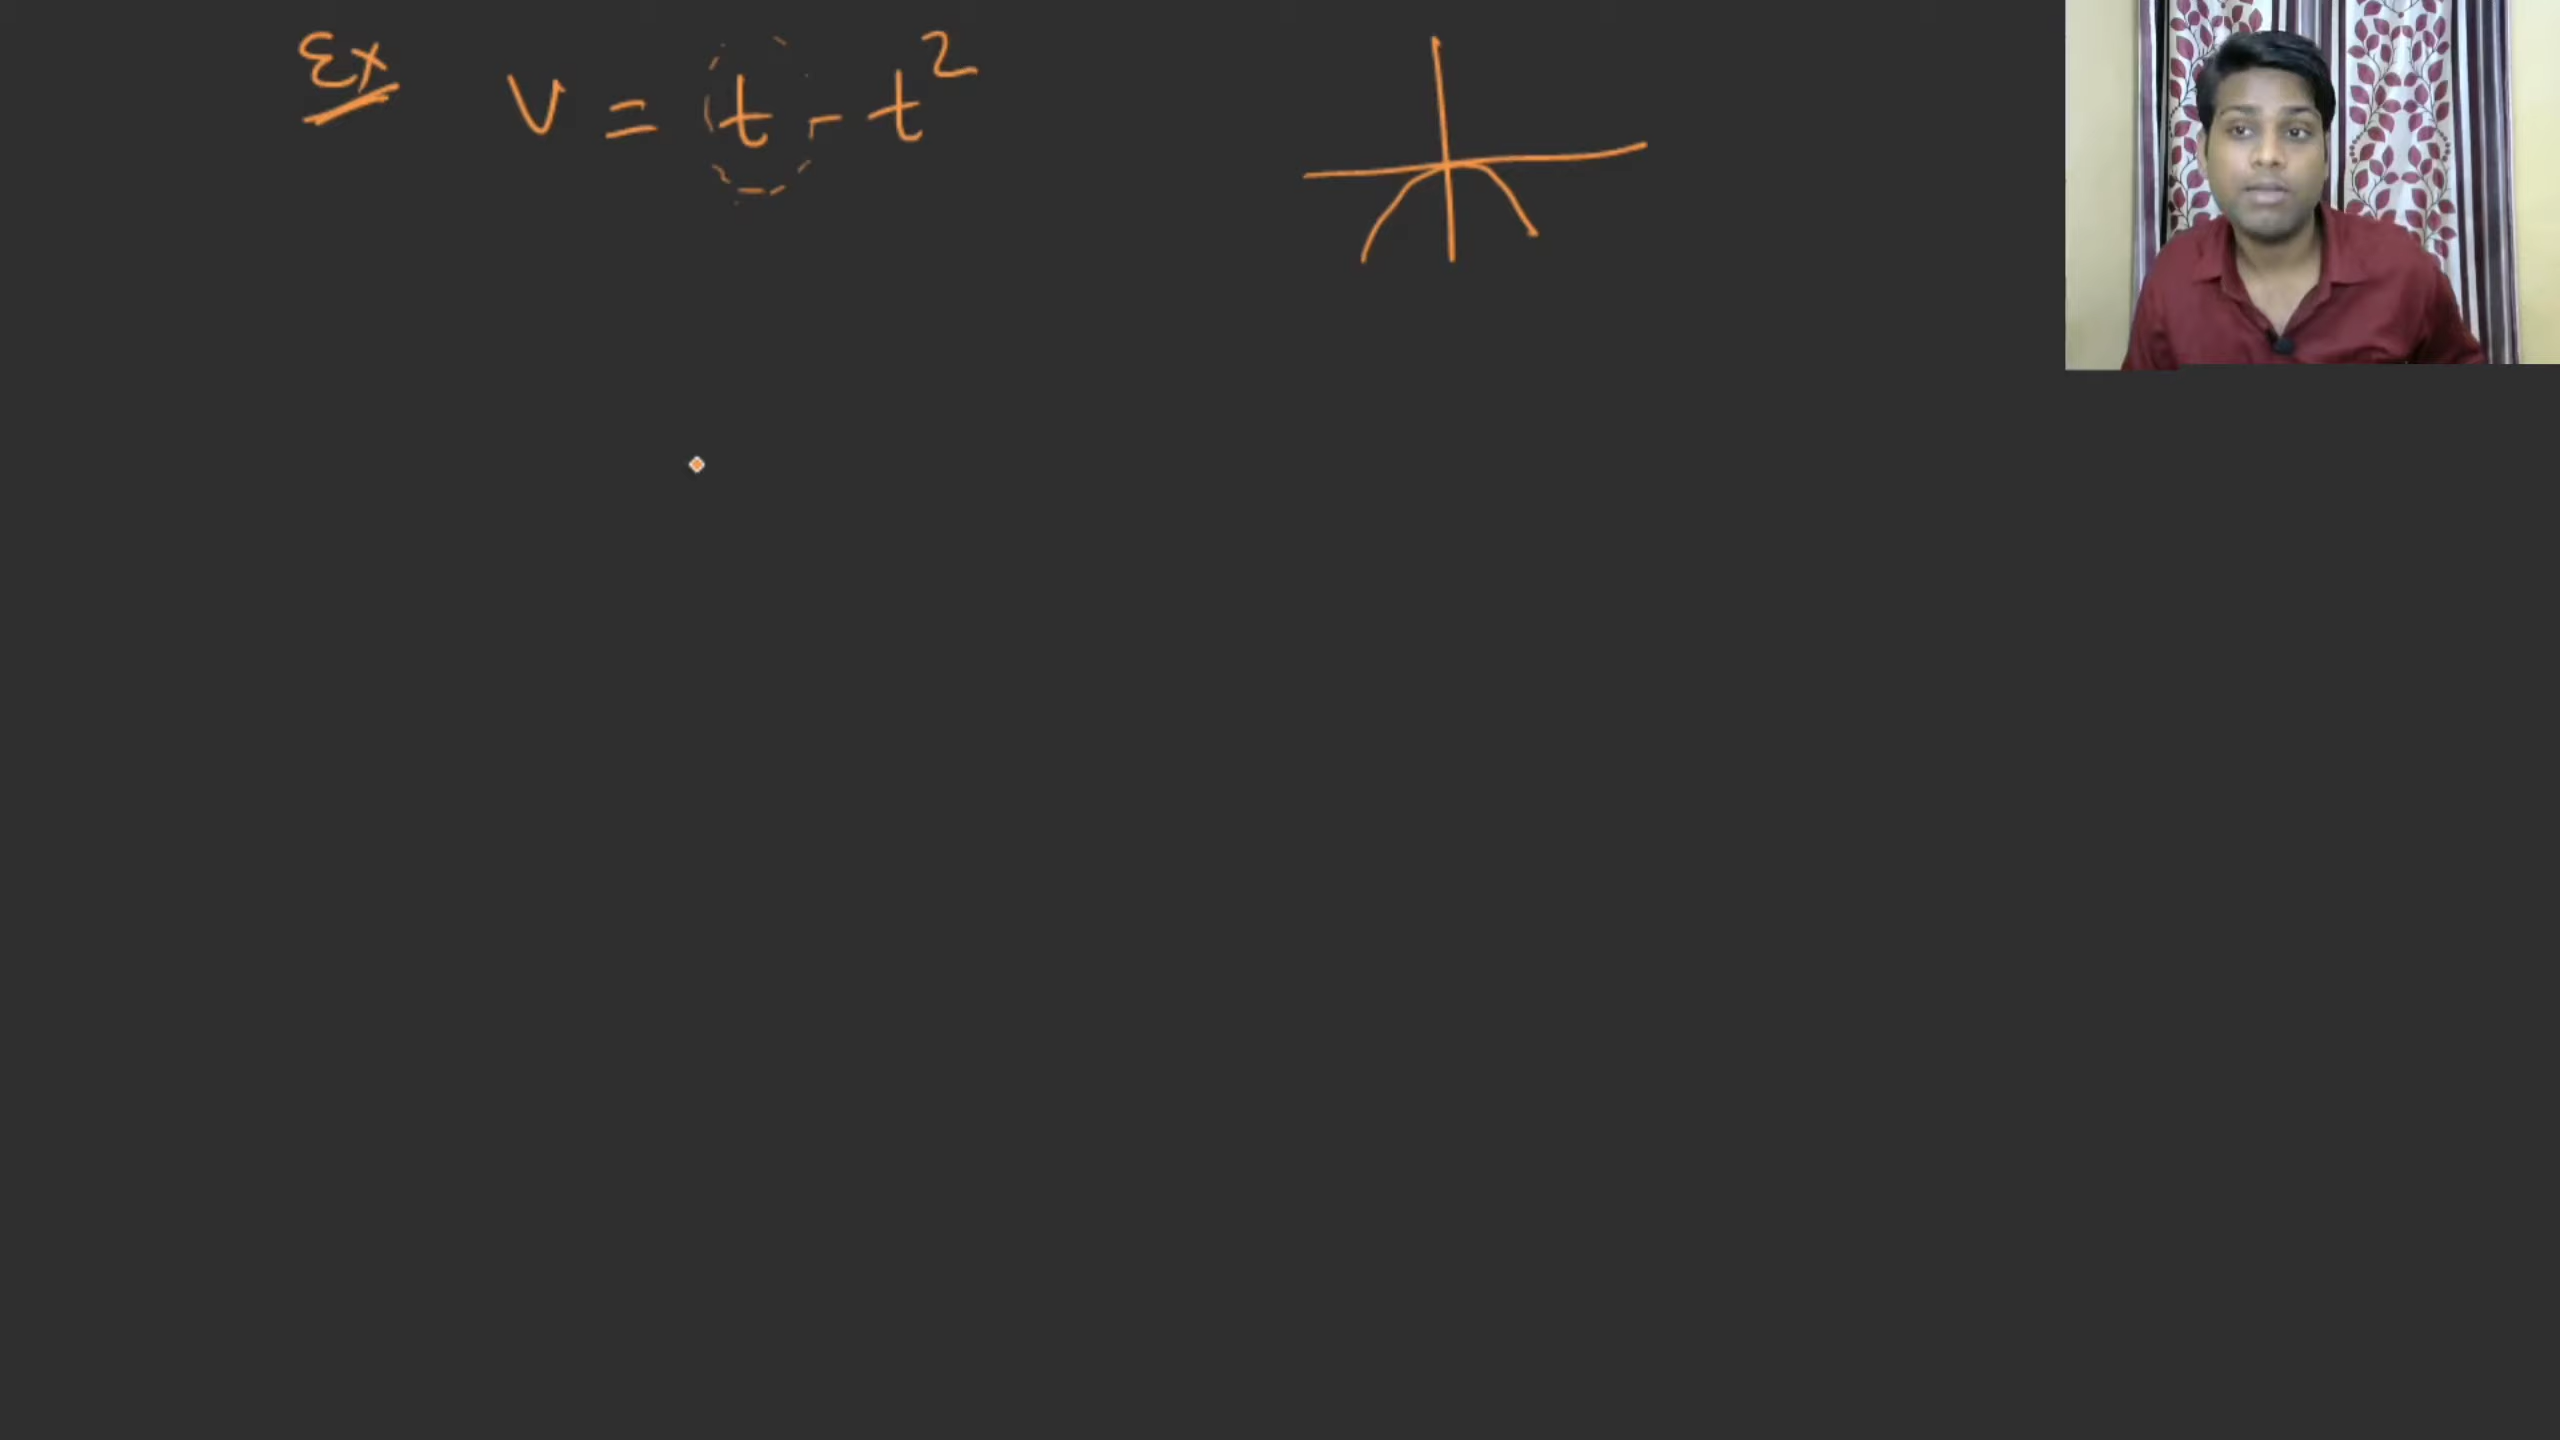 Ex V = t - t²